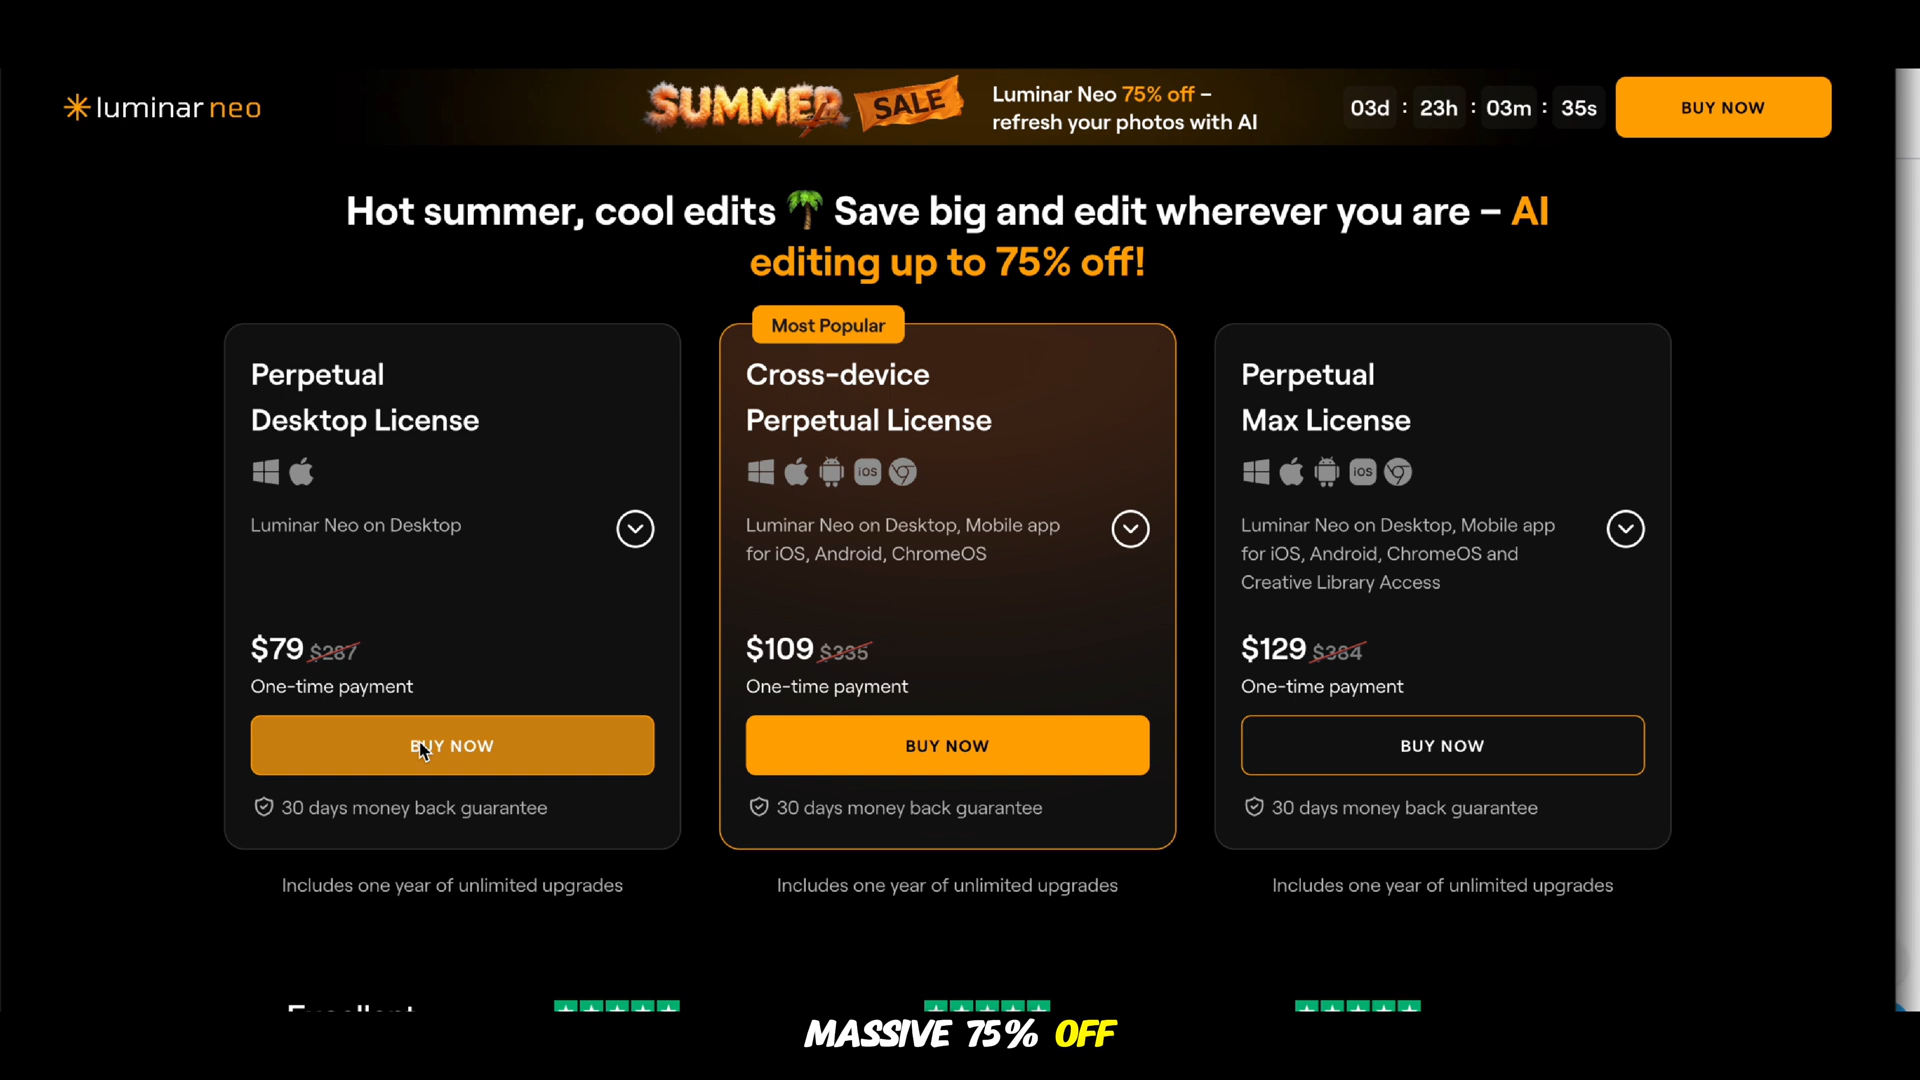 luminar neo
SUMMER SALE
Luminar Neo 75% off –
refresh your photos with AI
03d : 23h : 03m : 35s
BUY NOW
Hot summer, cool edits 🌴 Save big and edit wherever you are – AI
editing up to 75% off!
Perpetual
Desktop License
Luminar Neo on Desktop
$79 $287
One-time payment
BUY NOW
30 days money back guarantee
Includes one year of unlimited upgrades
Most Popular
Cross-device
Perpetual License
iOS
Luminar Neo on Desktop, Mobile app
for iOS, Android, ChromeOS
$109 $335
One-time payment
BUY NOW
30 days money back guarantee
Includes one year of unlimited upgrades
Perpetual
Max License
iOS
Luminar Neo on Desktop, Mobile app
for iOS, Android, ChromeOS and
Creative Library Access
$129 $384
One-time payment
BUY NOW
30 days money back guarantee
Includes one year of unlimited upgrades
Excellent
MASSIVE 75% OFF